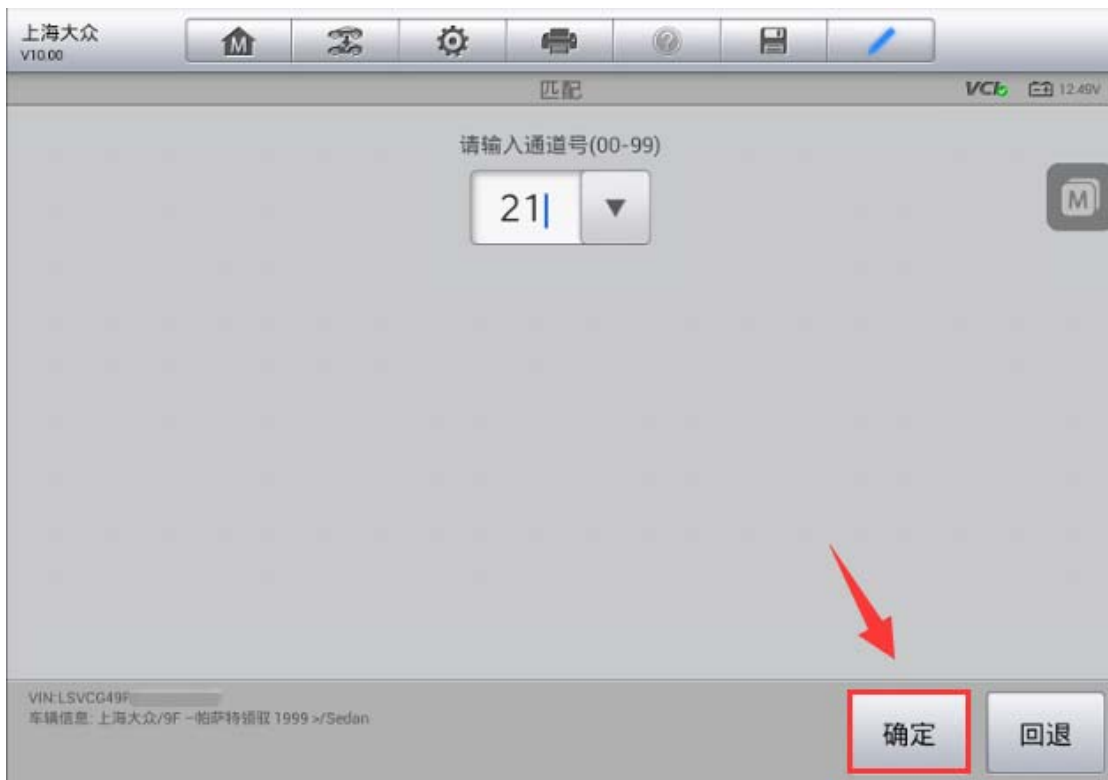 上海大众
V10.00
M
匹配
VCI
12.49V
请输入通道号(00-99)
21
M
VIN:LSVCG49F
车辆信息: 上海大众/9F -帕萨特领驭 1999 >/Sedan
确定
回退